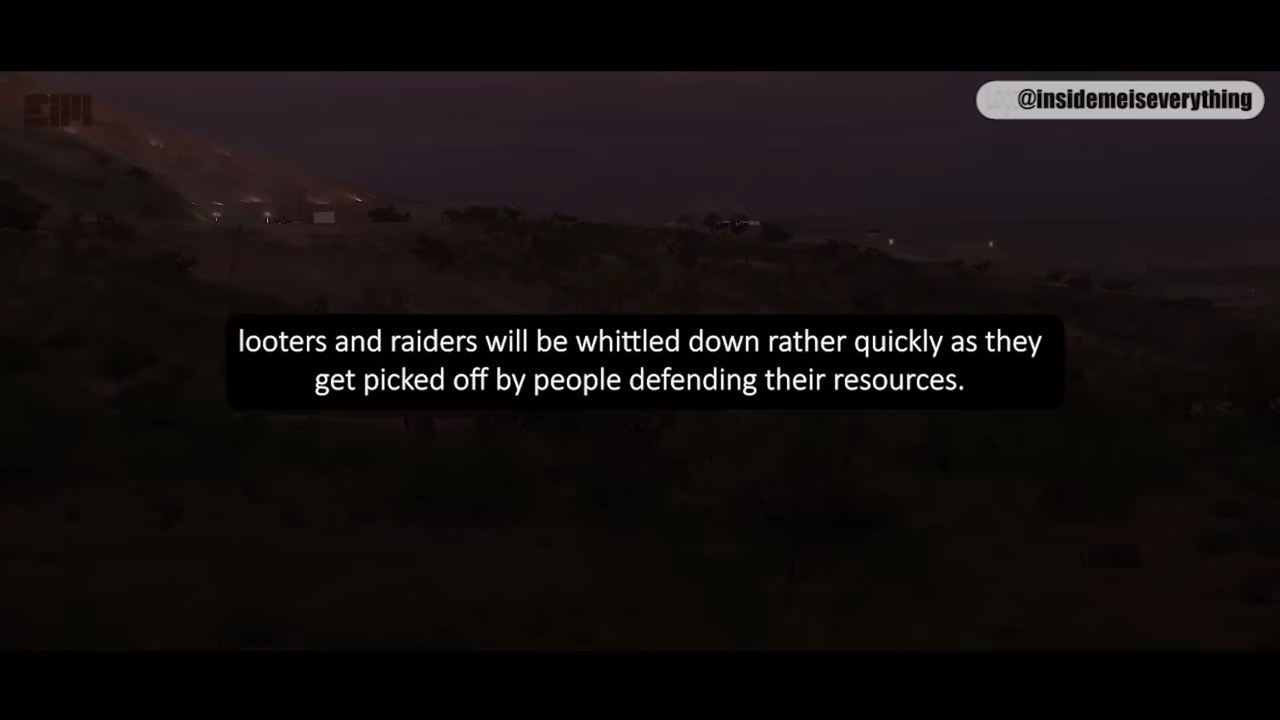 EiM
@insidemeiseverything
looters and raiders will be whittled down rather quickly as they
get picked off by people defending their resources.